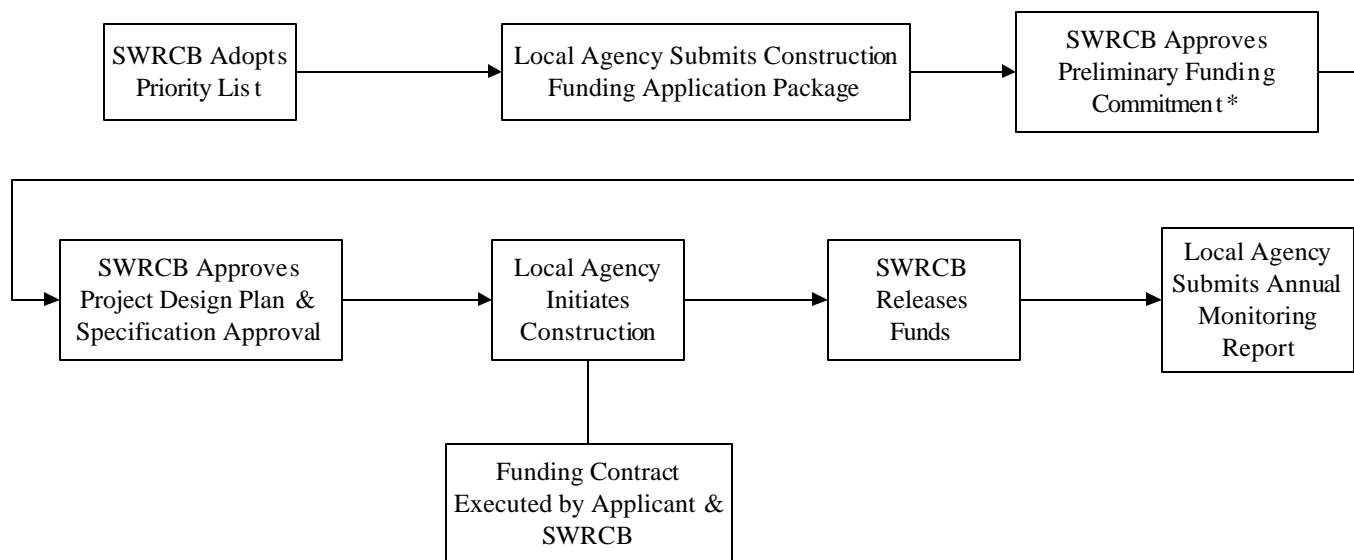 SWRCB Adopts
Priority List
Local Agency Submits Construction
Funding Application Package
SWRCB Approves
Preliminary Funding
Commitment*
SWRCB Approves
Project Design Plan &
Specification Approval
Local Agency
Initiates
Construction
SWRCB
Releases
Funds
Local Agency
Submits Annual
Monitoring
Report
Funding Contract
Executed by Applicant &
SWRCB